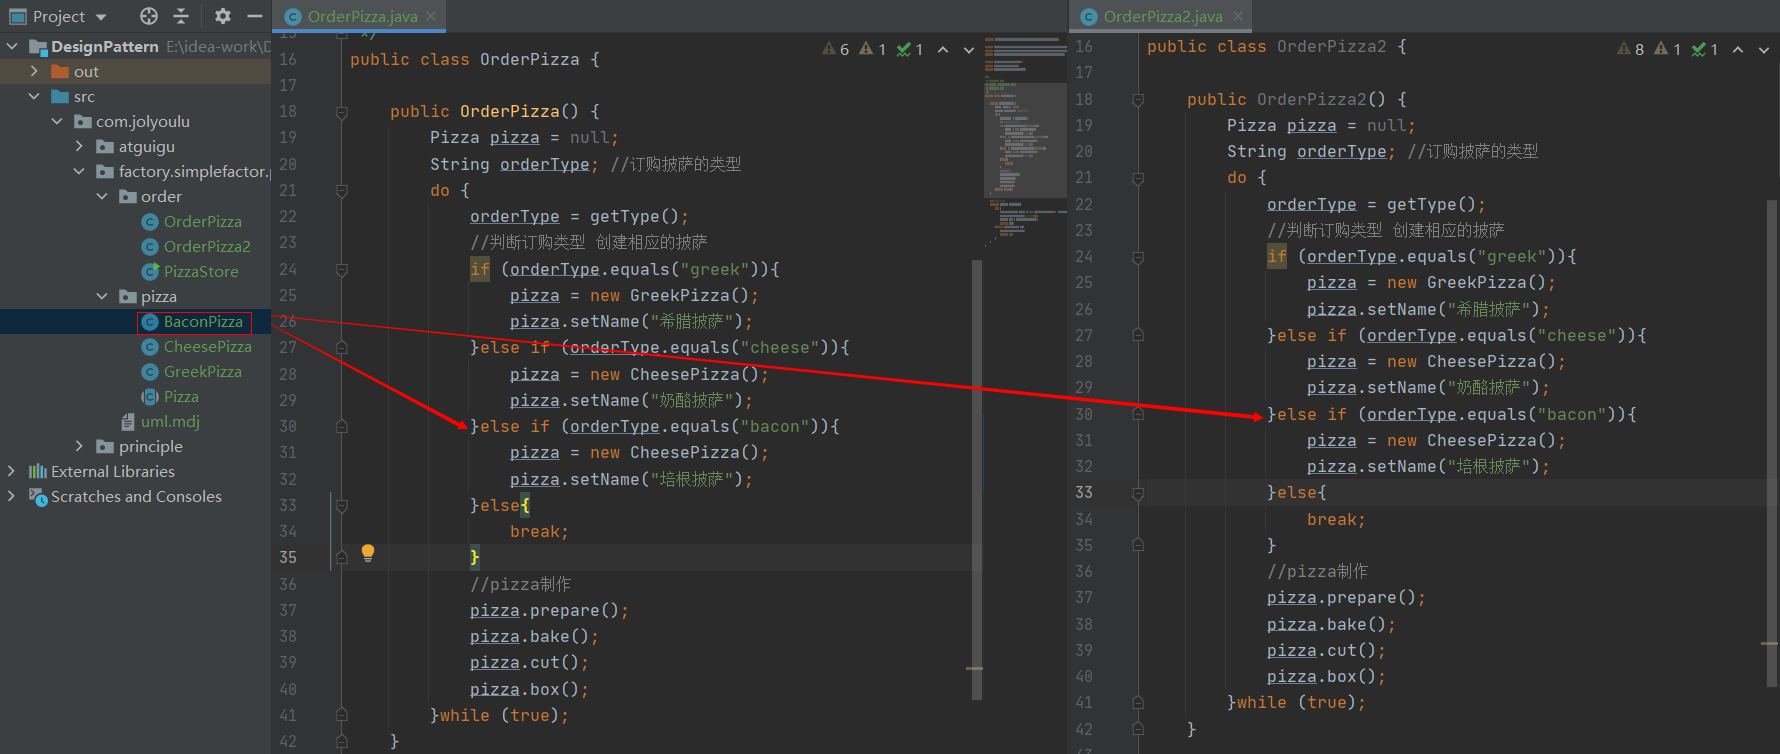 Project
DesignPattern E:\idea-work\D
out
src
com.jolyoulu
atguigu
factory.simplefactor.
order
OrderPizza
OrderPizza2
PizzaStore
pizza
BaconPizza
CheesePizza
GreekPizza
Pizza
uml.mdj
principle
External Libraries
Scratches and Consoles
OrderPizza.java
6 1 1
15 */
16 public class OrderPizza {
17
18 public OrderPizza() {
19 Pizza pizza = null;
20 String orderType; //订购披萨的类型
21 do {
22 orderType = getType();
23 //判断订购类型 创建相应的披萨
24 if (orderType.equals("greek")){
25 pizza = new GreekPizza();
26 pizza.setName("希腊披萨");
27 }else if (orderType.equals("cheese")){
28 pizza = new CheesePizza();
29 pizza.setName("奶酪披萨");
30 }else if (orderType.equals("bacon")){
31 pizza = new CheesePizza();
32 pizza.setName("培根披萨");
33 }else{
34 break;
35 }
36 //pizza制作
37 pizza.prepare();
38 pizza.bake();
39 pizza.cut();
40 pizza.box();
41 }while (true);
42 }
OrderPizza2.java
8 1 1
16 public class OrderPizza2 {
17
18 public OrderPizza2() {
19 Pizza pizza = null;
20 String orderType; //订购披萨的类型
21 do {
22 orderType = getType();
23 //判断订购类型 创建相应的披萨
24 if (orderType.equals("greek")){
25 pizza = new GreekPizza();
26 pizza.setName("希腊披萨");
27 }else if (orderType.equals("cheese")){
28 pizza = new CheesePizza();
29 pizza.setName("奶酪披萨");
30 }else if (orderType.equals("bacon")){
31 pizza = new CheesePizza();
32 pizza.setName("培根披萨");
33 }else{
34 break;
35 }
36 //pizza制作
37 pizza.prepare();
38 pizza.bake();
39 pizza.cut();
40 pizza.box();
41 }while (true);
42 }